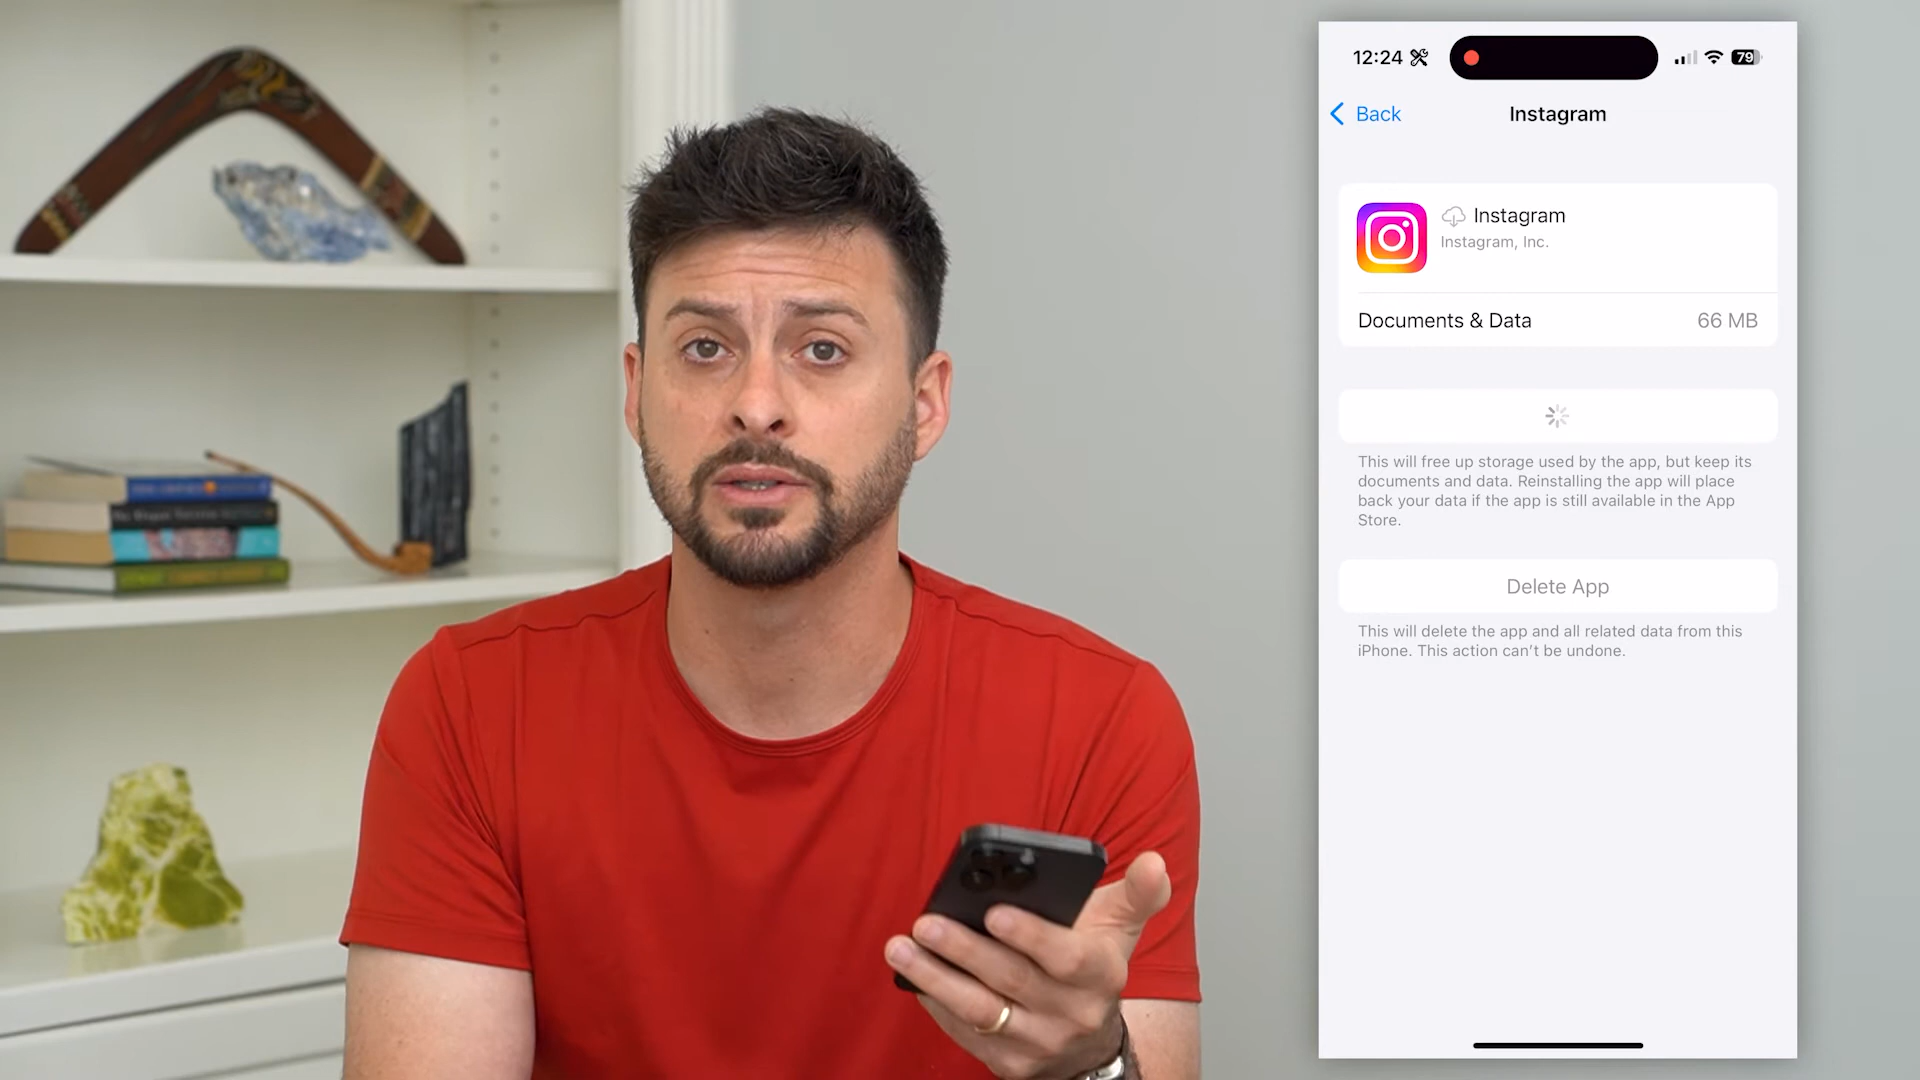 12:24
79
Back
Instagram
Instagram
Instagram, Inc.
Documents & Data
66 MB
This will free up storage used by the app, but keep its
documents and data. Reinstalling the app will place
back your data if the app is still available in the App
Store.
Delete App
This will delete the app and all related data from this
iPhone. This action can’t be undone.